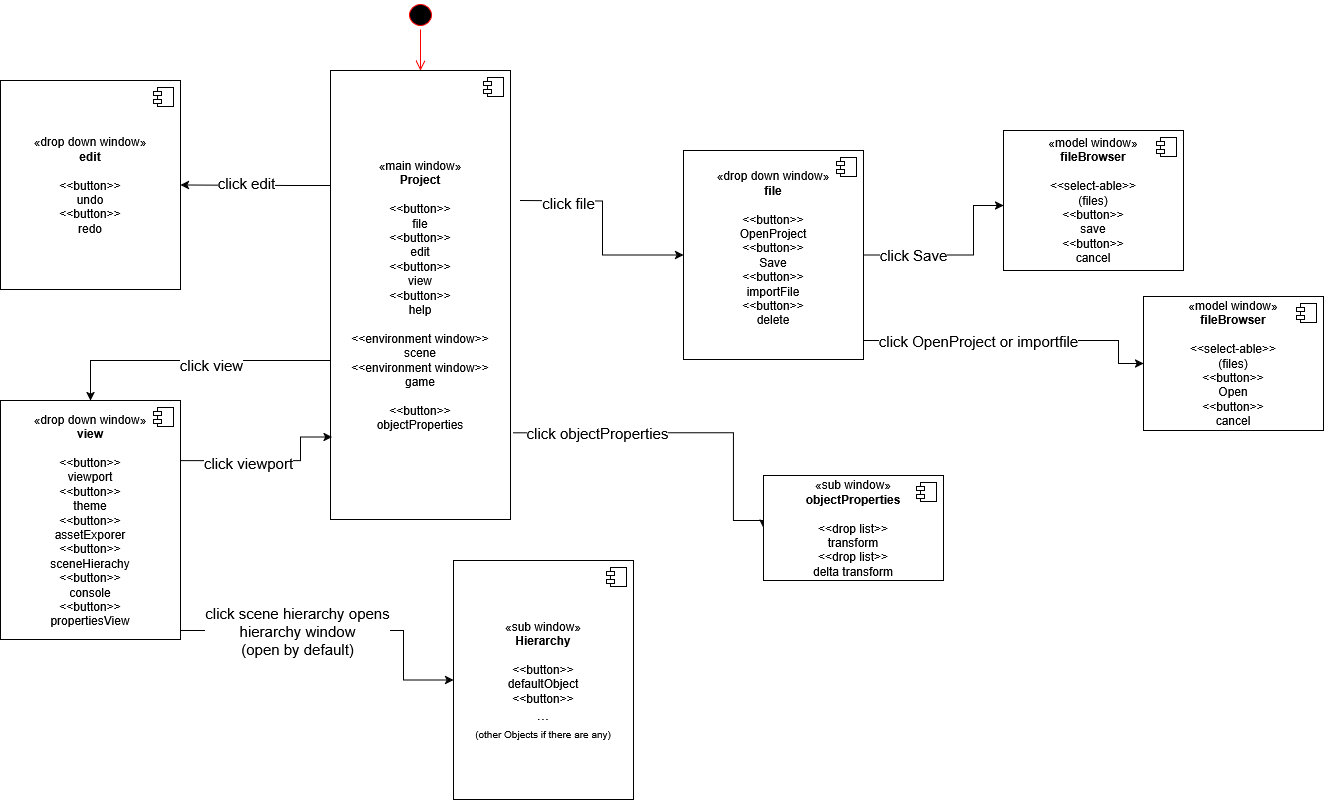 «drop down window»
edit
<<button>>
undo
<<button>>
redo
click edit
«main window»
Project
<<button>>
file
<<button>>
edit
<<button>>
view
<<button>>
help
<<environment window>>
scene
<<environment window>>
game
<<button>>
objectProperties
click file
«drop down window»
file
<<button>>
OpenProject
<<button>>
Save
<<button>>
importFile
<<button>>
delete
click Save
«model window»
fileBrowser
<<select-able>>
(files)
<<button>>
save
<<button>>
cancel
click OpenProject or importfile
«model window»
fileBrowser
<<select-able>>
(files)
<<button>>
Open
<<button>>
cancel
click view
«drop down window»
view
<<button>>
viewport
<<button>>
theme
<<button>>
assetExporer
<<button>>
sceneHierachy
<<button>>
console
<<button>>
propertiesView
click viewport
click objectProperties
«sub window»
objectProperties
<<drop list>>
transform
<<drop list>>
delta transform
click scene hierarchy opens
hierarchy window
(open by default)
«sub window»
Hierarchy
<<button>>
defaultObject
<<button>>
...
(other Objects if there are any)